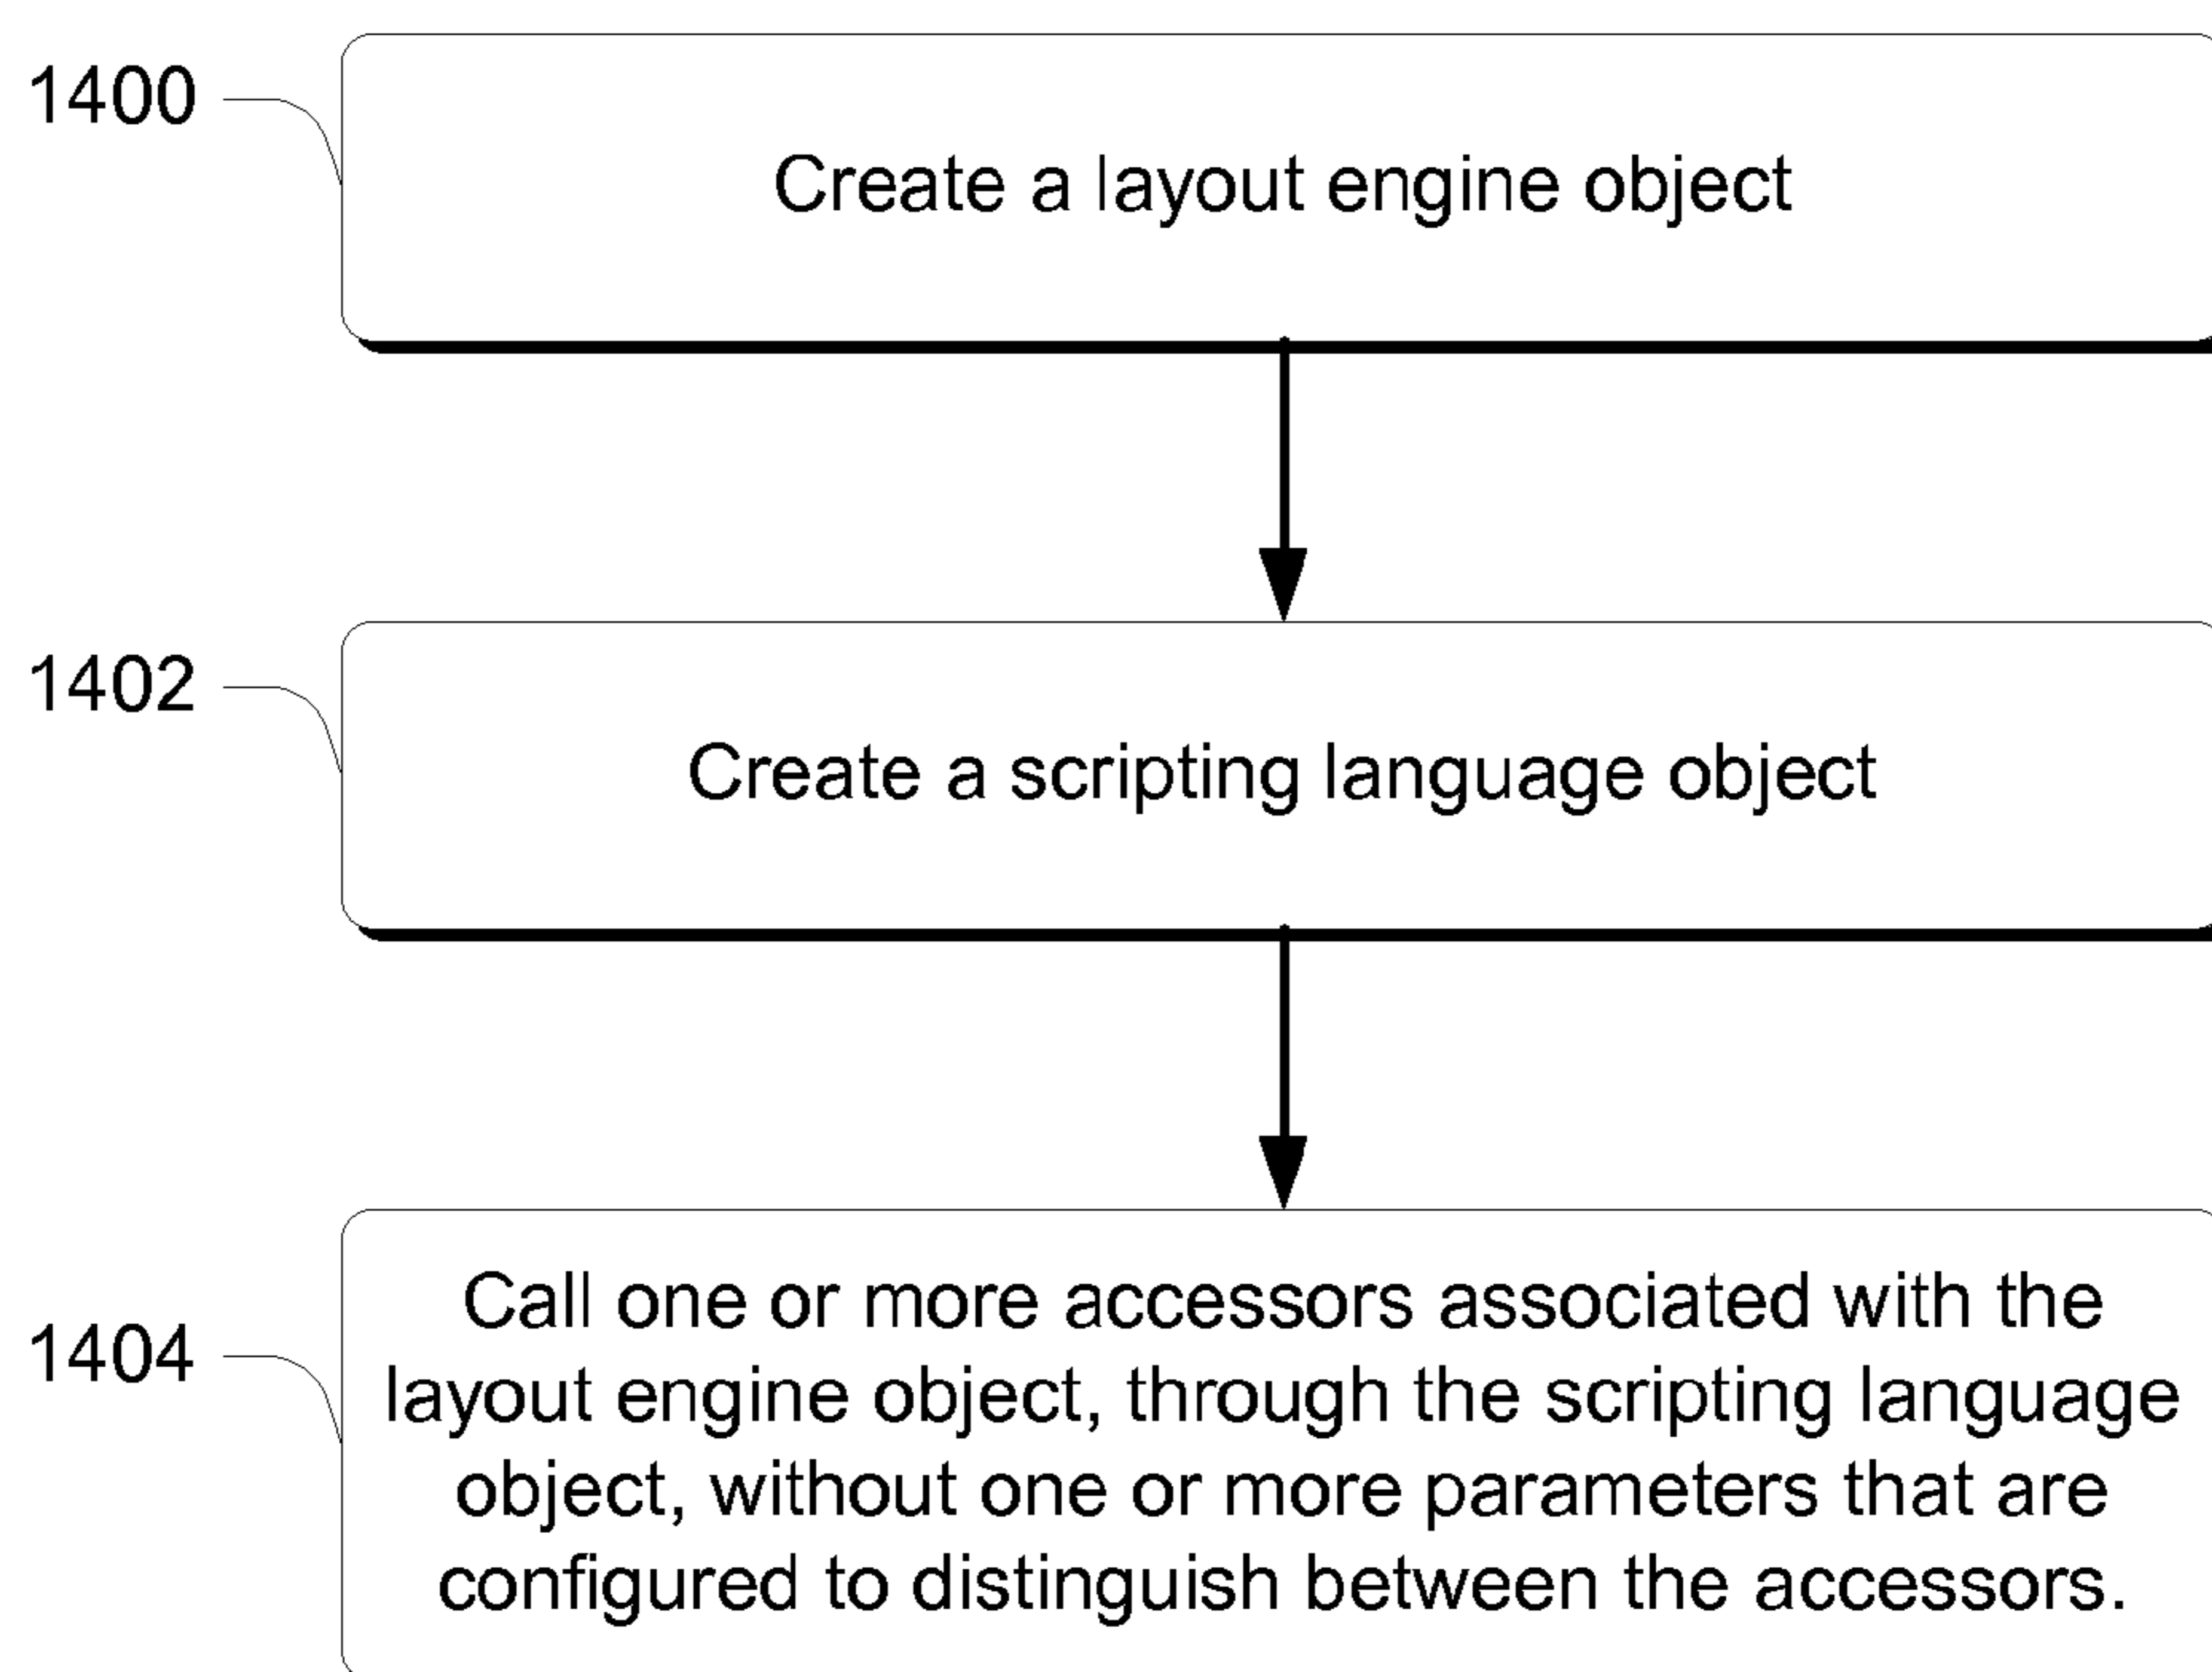 1400
Create a layout engine object
1402
Create a scripting language object
1404
Call one or more accessors associated with the
layout engine object, through the scripting language
object, without one or more parameters that are
configured to distinguish between the accessors.